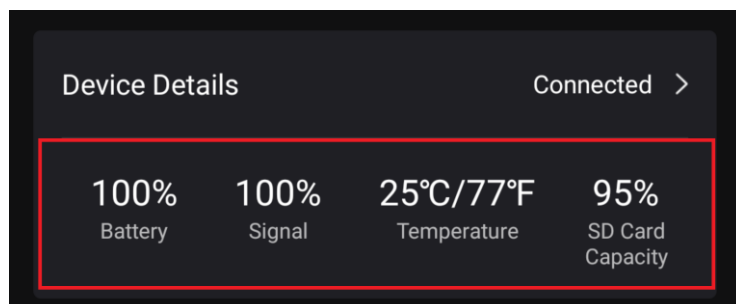 Device Details Connected >
100% 100% 25℃/77℉ 95%
Battery Signal Temperature SD Card
Capacity